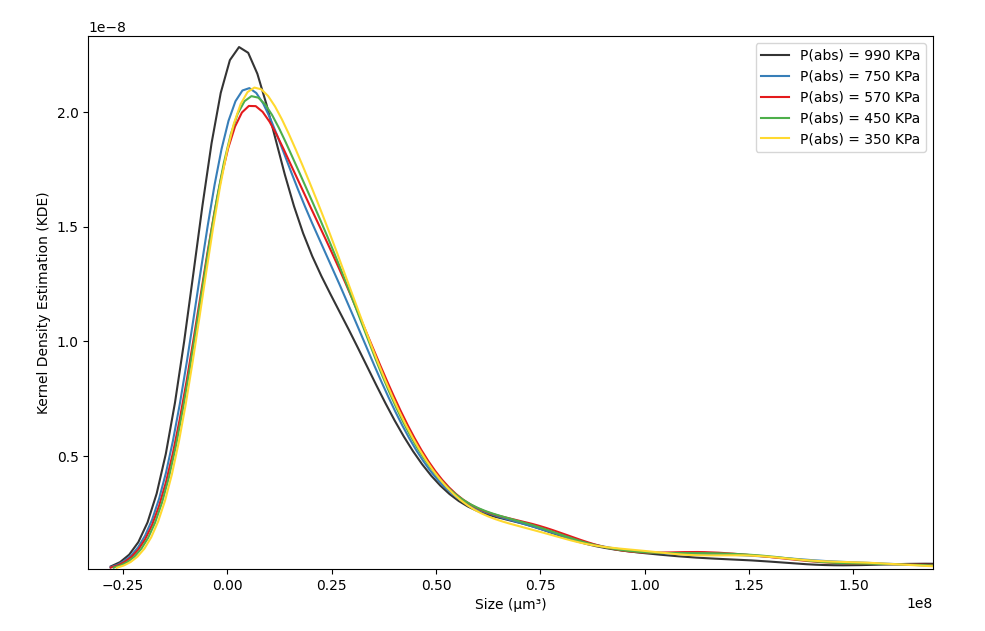 1e−8
P(abs) = 990 KPa
P(abs) = 750 KPa
P(abs) = 570 KPa
P(abs) = 450 KPa
P(abs) = 350 KPa
2.0
1.5
1.0
0.5
Kernel Density Estimation (KDE)
−0.25
0.00
0.25
0.50
0.75
1.00
1.25
1.50
Size (μm³)
1e8